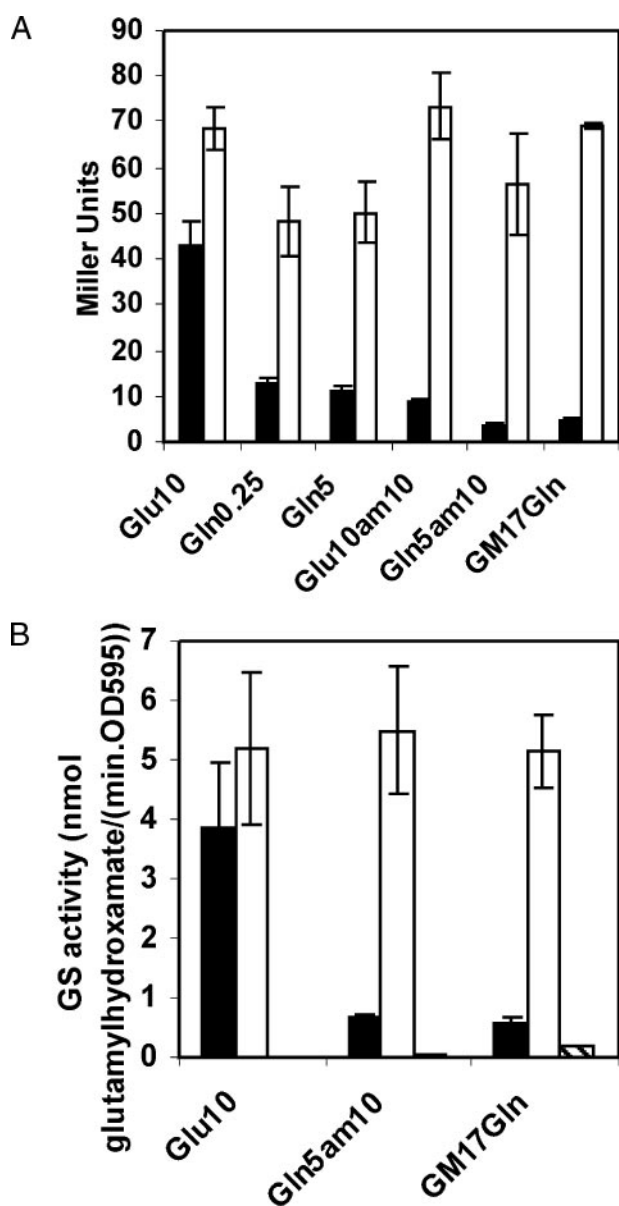 A
90
80
70
60
50
40
30
20
10
0
Miller Units
Glu10
Gln0.25
Gln5
Glu10am10
Gln5am10
GM17Gln
B
7
6
5
4
3
2
1
0
GS activity (nmol
glutamylhydroxamate/(min.OD595))
Glu10
Gln5am10
GM17Gln